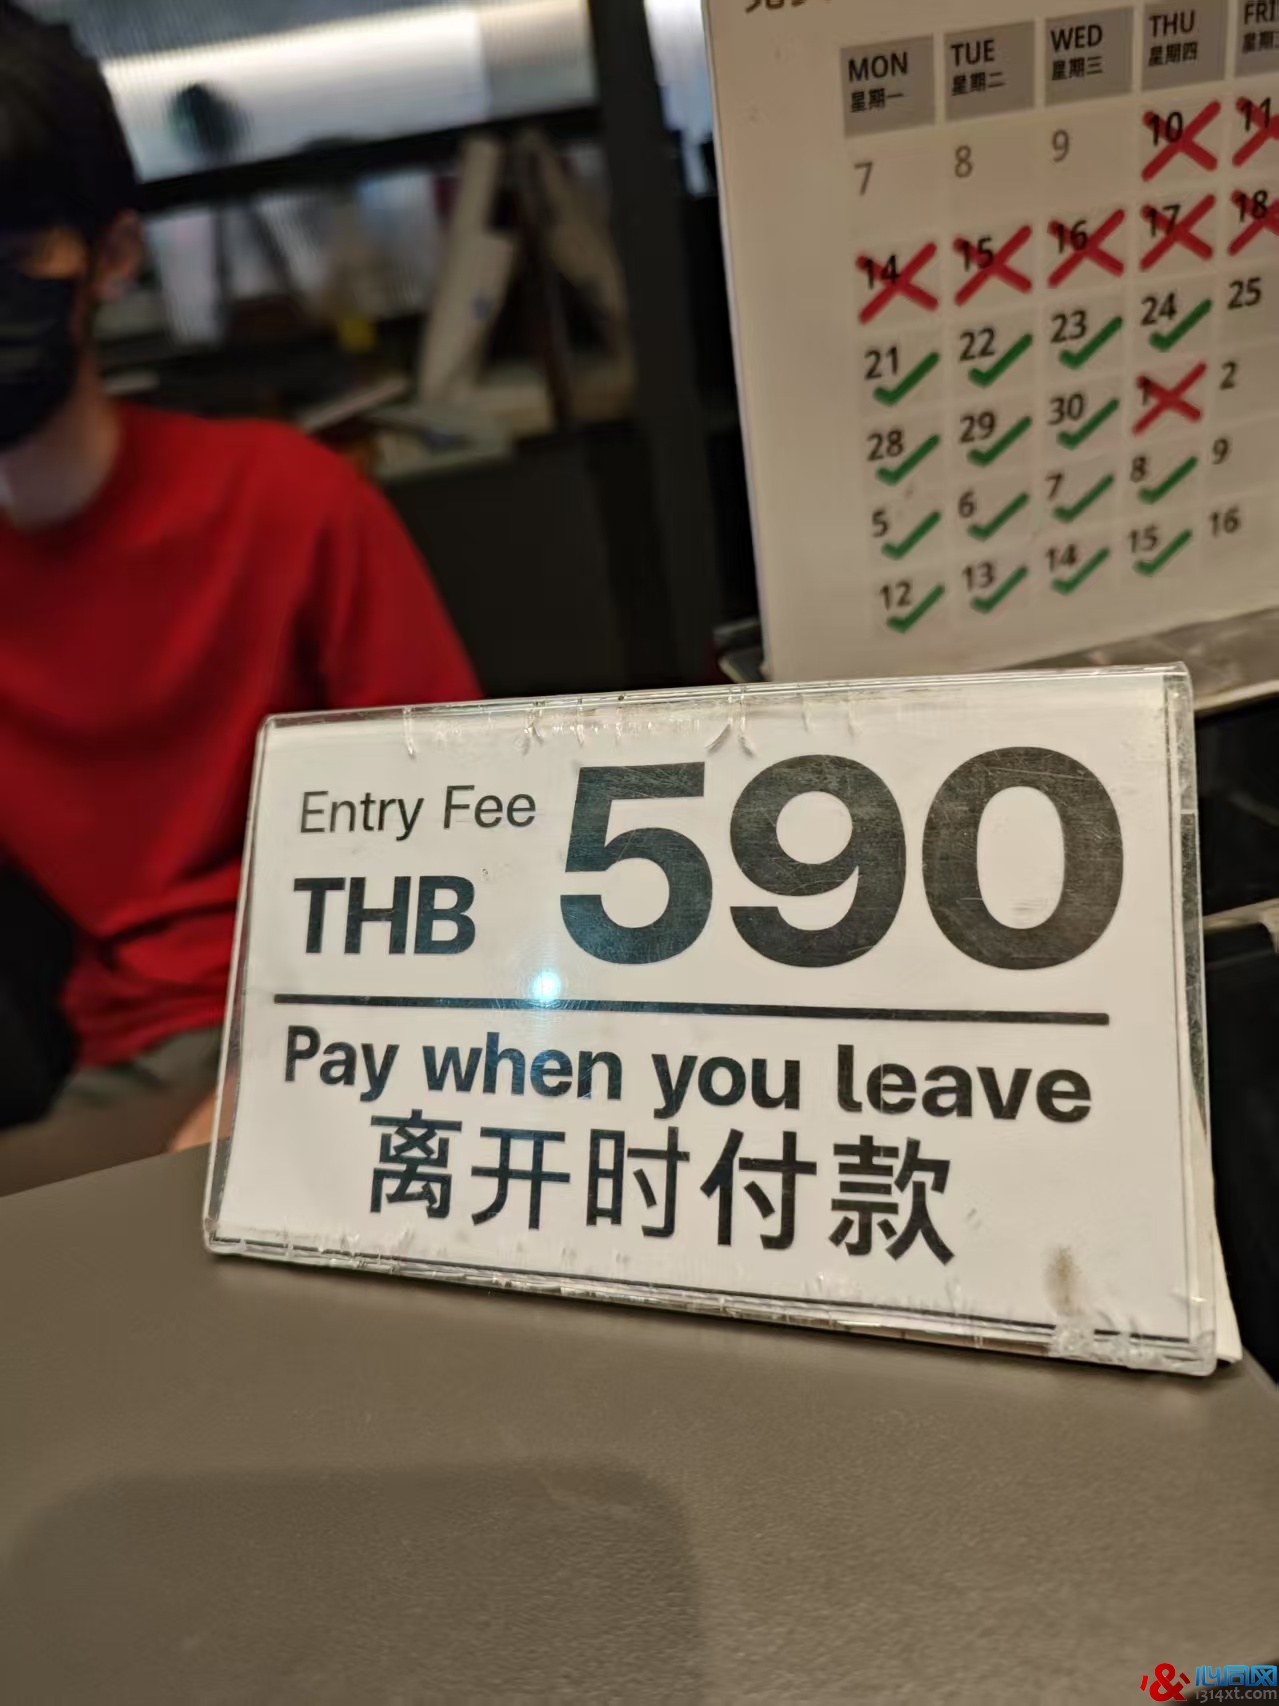 MON TUE WED THU FRI
星期一 星期二 星期三 星期四
7 8 9 10 11
14 15 16 17 18
21 22 23 24 25
28 29 30 1 2
5 6 7 8 9
12 13 14 15 16
Entry Fee
THB 590
Pay when you leave
离开时付款
心同网
1314xt.com